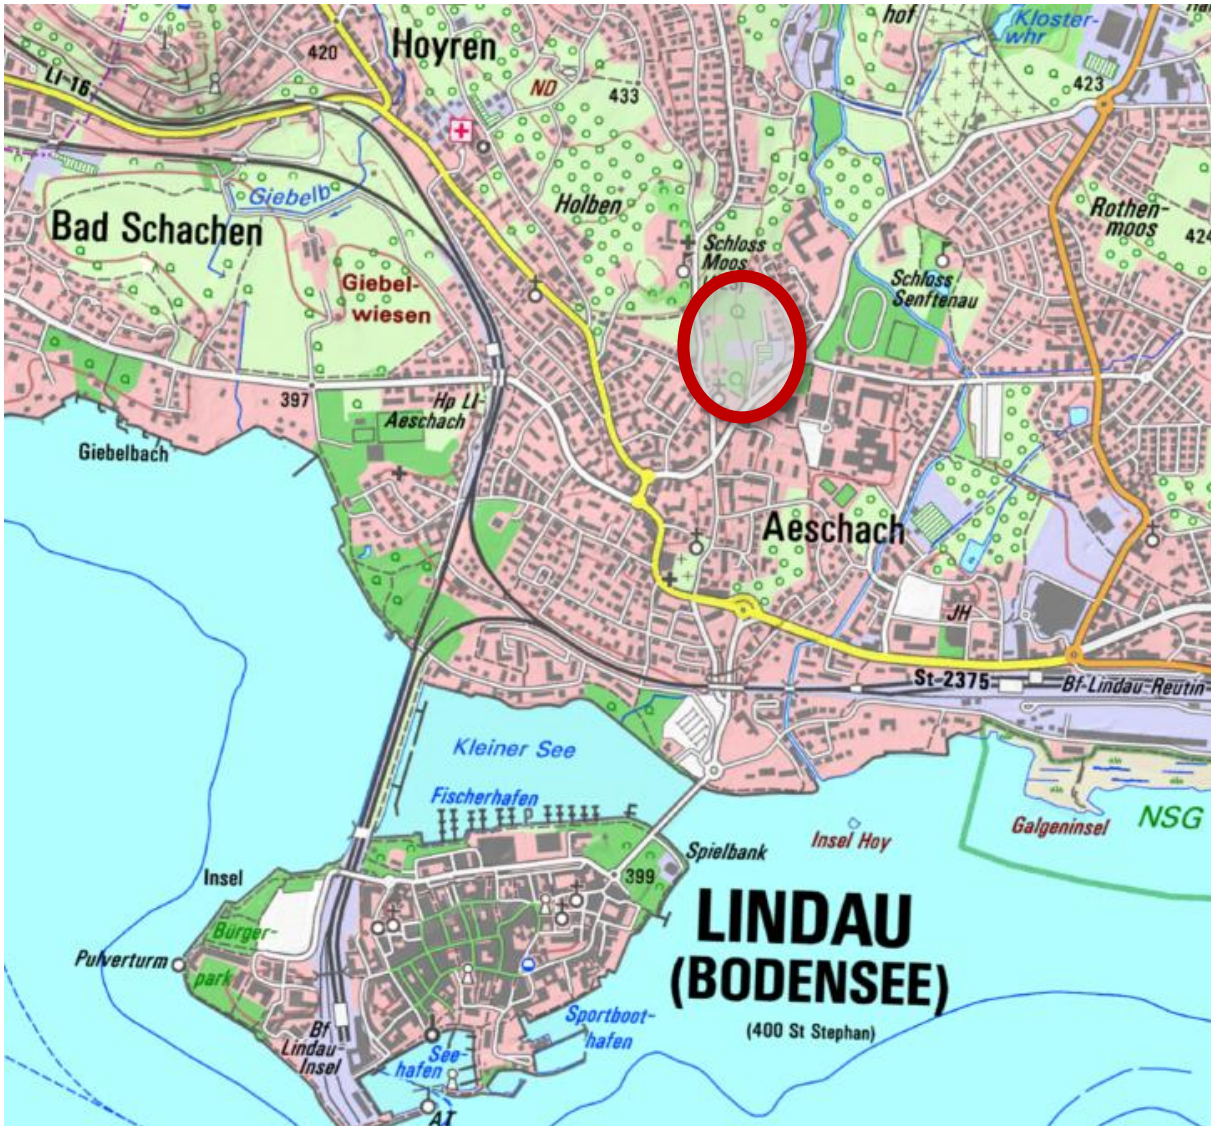 hof
Kloster-
whr
Hoyren
420
LI-16
ND
433
423
Giebelb
Bad Schachen
Holben
Rothen-
moos
424
Schloss
Moos
Schloss
Senftenau
Giebel-
wiesen
397
Hp LI-
Aeschach
Giebelbach
Aeschach
JH
St-2375
Bf-Lindau-Reutin
Kleiner See
Fischerhafen
Galgeninsel
NSG
Insel Hoy
Spielbank
Insel
399
LINDAU
(BODENSEE)
(400 St Stephan)
Bürger-
park
Pulverturm
Sportboot-
hafen
Bf
Lindau-
Insel
See-
hafen
AT